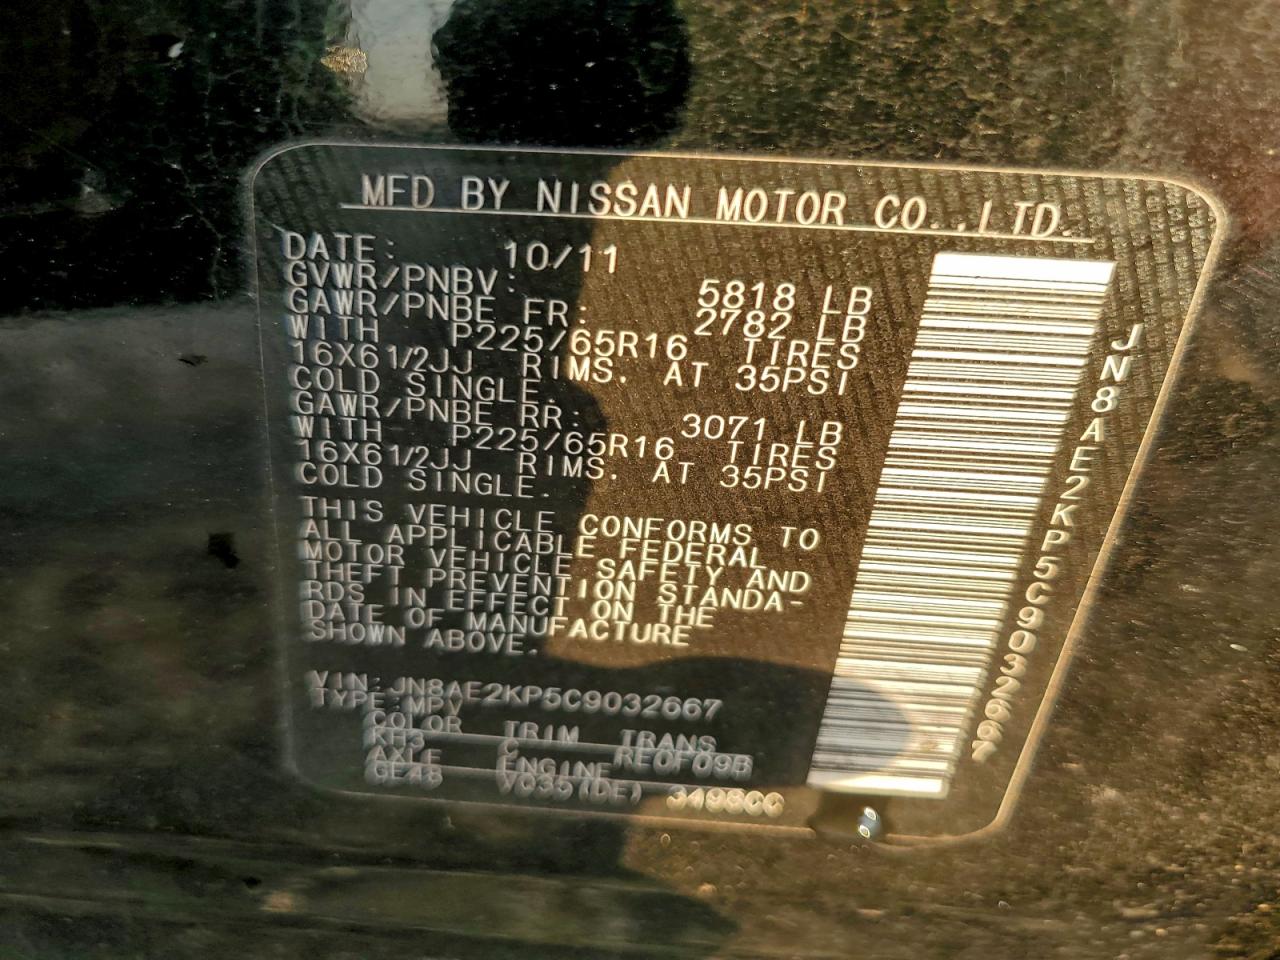 MFD BY NISSAN MOTOR CO.,LTD.
DATE: 10/11
GVWR/PNBV: 5818 LB
GAWR/PNBE FR: 2782 LB
WITH P225/65R16 TIRES
16X61/2JJ RIMS. AT 35PSI
COLD SINGLE.
GAWR/PNBE RR: 3071 LB
WITH P225/65R16 TIRES
16X61/2JJ RIMS. AT 35PSI
COLD SINGLE.
THIS VEHICLE CONFORMS TO
ALL APPLICABLE FEDERAL
MOTOR VEHICLE SAFETY AND
THEFT PREVENTION STANDA-
RDS IN EFFECT ON THE
DATE OF MANUFACTURE
SHOWN ABOVE.
VIN:JN8AE2KP5C9032667
TYPE:MPV
COLOR TRIM TRANS
KH3 C RE0F09B
AXLE ENGINE
GE48 VQ35(DE) 3498CC
JN8AE2KP5C9032667